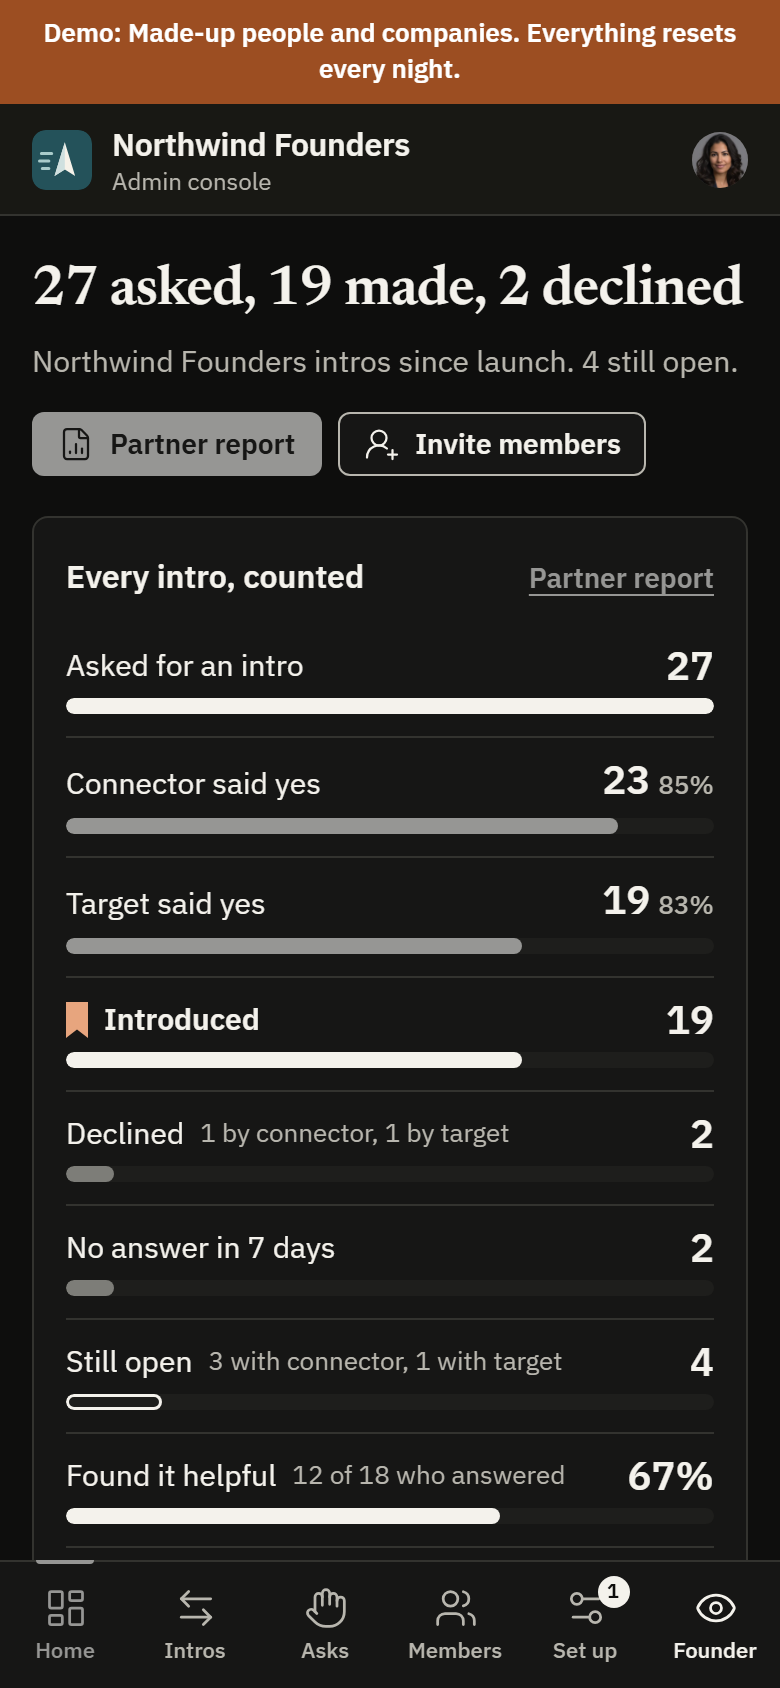 Demo: Made-up people and companies. Everything resets
every night.
Northwind Founders
Admin console
27 asked, 19 made, 2 declined
Northwind Founders intros since launch. 4 still open.
Partner report
Invite members
Every intro, counted
Partner report
Asked for an intro 27
Connector said yes 23 85%
Target said yes 19 83%
Introduced 19
Declined 1 by connector, 1 by target 2
No answer in 7 days 2
Still open 3 with connector, 1 with target 4
Found it helpful 12 of 18 who answered 67%
1
Home
Intros
Asks
Members
Set up
Founder